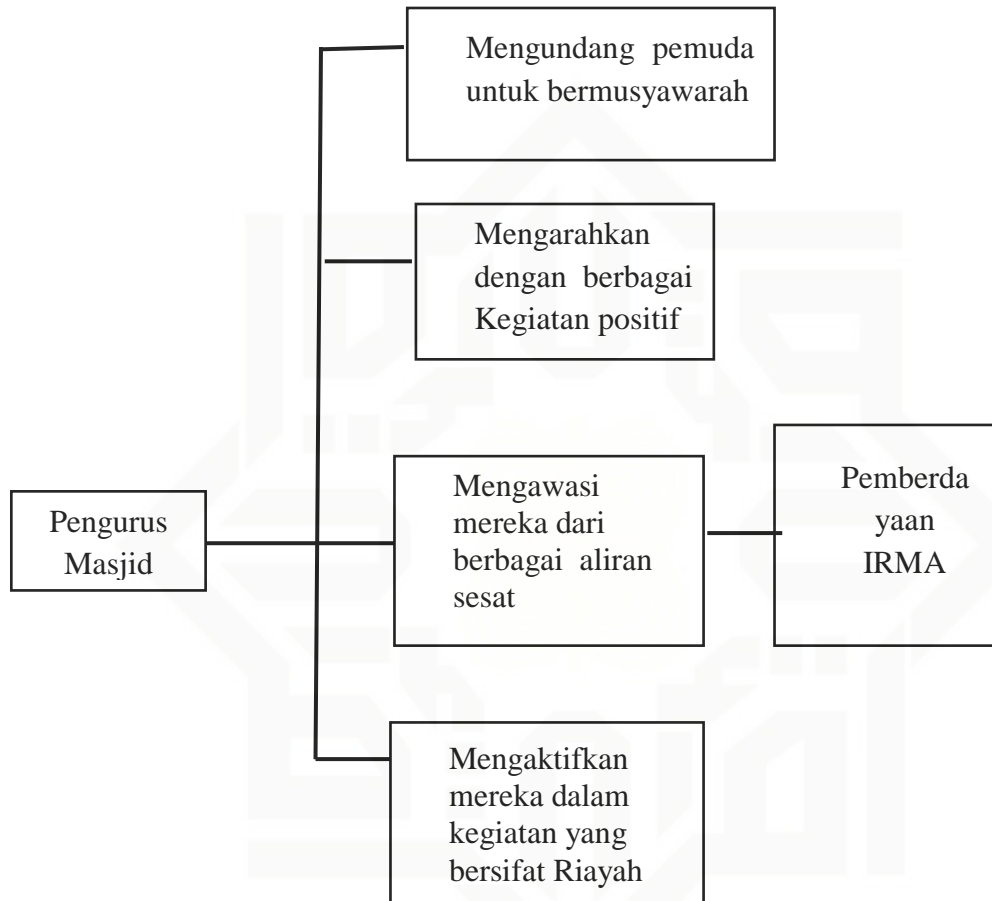 Mengundang pemuda
untuk bermusyawarah
Mengarahkan
dengan berbagai
Kegiatan positif
Pengurus
Masjid
Mengawasi
mereka dari
berbagai aliran
sesat
Pemberda
yaan
IRMA
Mengaktifkan
mereka dalam
kegiatan yang
bersifat Riayah